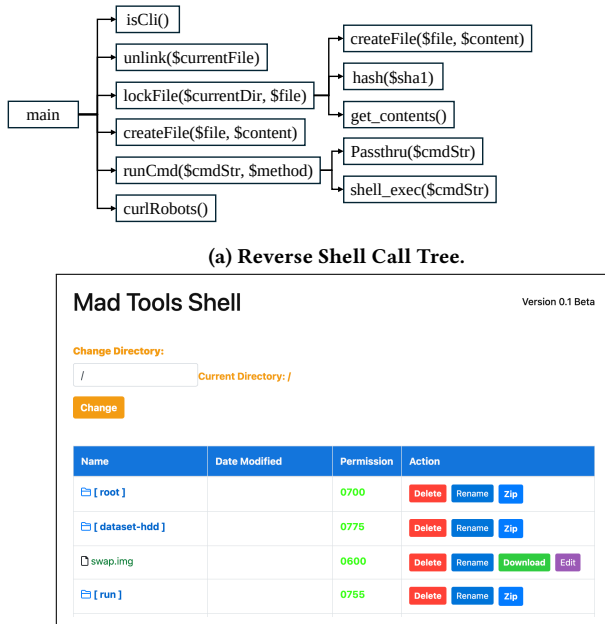 main
isCli()
unlink($currentFile)
lockFile($currentDir, $file)
createFile($file, $content)
runCmd($cmdStr, $method)
curlRobots()
createFile($file, $content)
hash($sha1)
get_contents()
Passthru($cmdStr)
shell_exec($cmdStr)
(a) Reverse Shell Call Tree.
Mad Tools Shell
Version 0.1 Beta
Change Directory:
/ Current Directory: /
Change
Name Date Modified Permission Action
[ root ] 0700 Delete Rename Zip
[ dataset-hdd ] 0775 Delete Rename Zip
swap.img 0600 Delete Rename Download Edit
[ run ] 0755 Delete Rename Zip